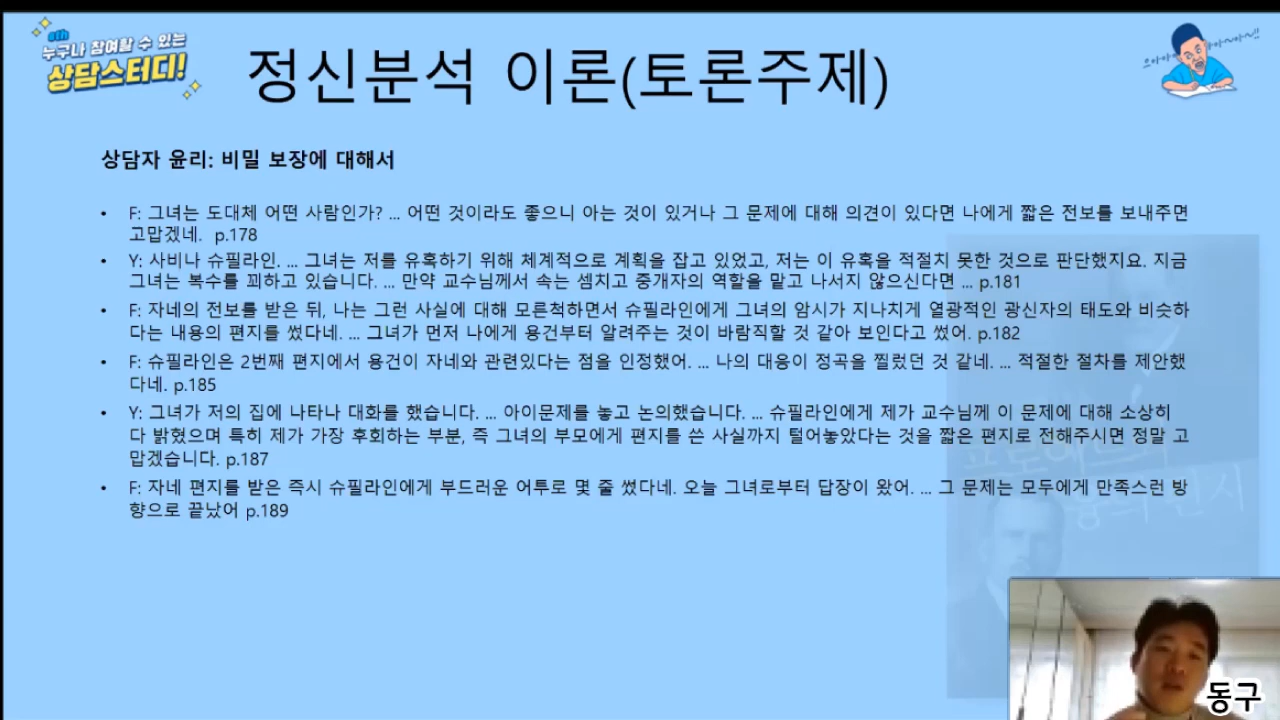 8th
누구나 참여할 수 있는
상담스터디!
정신분석 이론(토론주제)
상담자 윤리: 비밀 보장에 대해서
• F: 그녀는 도대체 어떤 사람인가? ... 어떤 것이라도 좋으니 아는 것이 있거나 그 문제에 대해 의견이 있다면 나에게 짧은 전보를 보내주면
고맙겠네. p.178
• Y: 사비나 슈필라인. ... 그녀는 저를 유혹하기 위해 체계적으로 계획을 잡고 있었고, 저는 이 유혹을 적절치 못한 것으로 판단했지요. 지금
그녀는 복수를 꾀하고 있습니다. ... 만약 교수님께서 속는 셈치고 중개자의 역할을 맡고 나서지 않으신다면 ... p.181
• F: 자네의 전보를 받은 뒤, 나는 그런 사실에 대해 모른척하면서 슈필라인에게 그녀의 암시가 지나치게 열광적인 광신자의 태도와 비슷하
다는 내용의 편지를 썼다네. ... 그녀가 먼저 나에게 용건부터 알려주는 것이 바람직할 것 같아 보인다고 썼어. p.182
• F: 슈필라인은 2번째 편지에서 용건이 자네와 관련있다는 점을 인정했어. ... 나의 대응이 정곡을 찔렀던 것 같네. ... 적절한 절차를 제안했
다네. p.185
• Y: 그녀가 저의 집에 나타나 대화를 했습니다. ... 아이문제를 놓고 논의했습니다. ... 슈필라인에게 제가 교수님께 이 문제에 대해 소상히
다 밝혔으며 특히 제가 가장 후회하는 부분, 즉 그녀의 부모에게 편지를 쓴 사실까지 털어놓았다는 것을 짧은 편지로 전해주시면 정말 고
맙겠습니다. p.187
• F: 자네 편지를 받은 즉시 슈필라인에게 부드러운 어투로 몇 줄 썼다네. 오늘 그녀로부터 답장이 왔어. ... 그 문제는 모두에게 만족스런 방
향으로 끝났어 p.189
동구